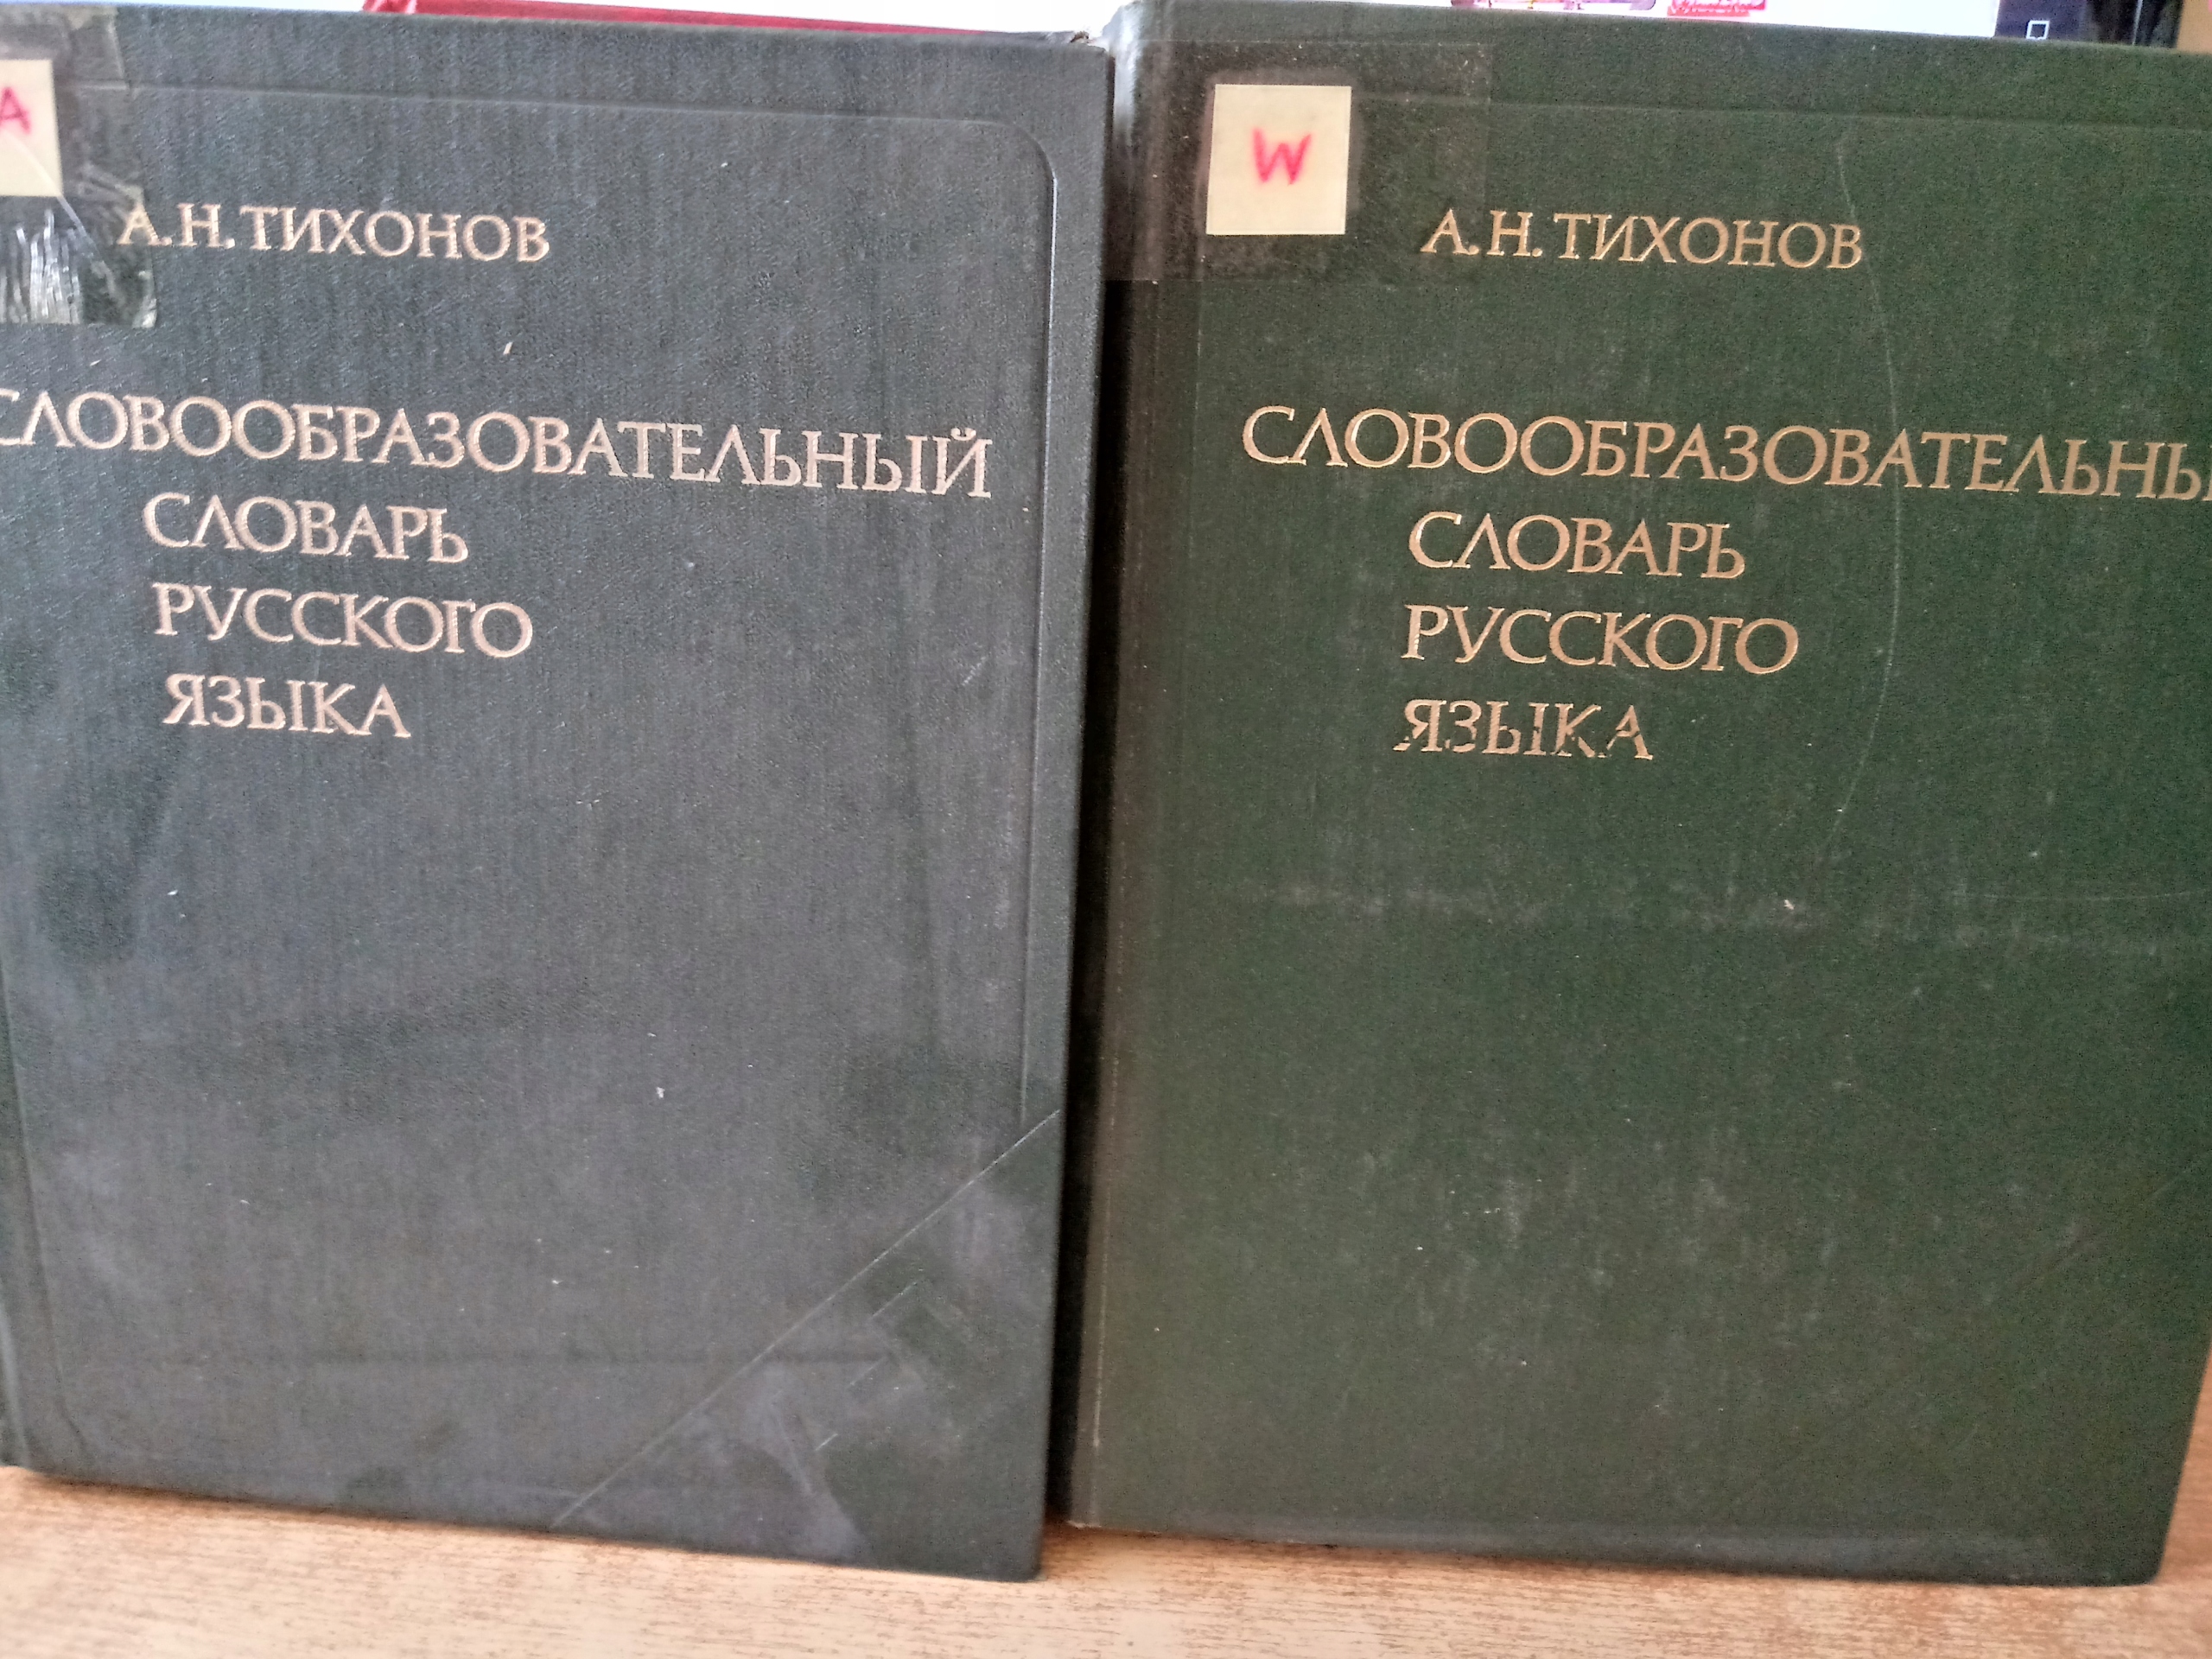 A
А.Н.ТИХОНОВ
СЛОВООБРАЗОВАТЕЛЬНЫЙ
СЛОВАРЬ
РУССКОГО
ЯЗЫКА
W
А.Н.ТИХОНОВ
СЛОВООБРАЗОВАТЕЛЬНЫ
СЛОВАРЬ
РУССКОГО
ЯЗЫКА